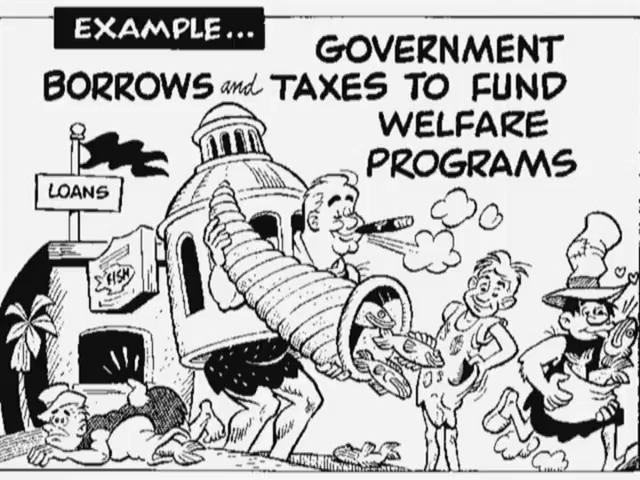 EXAMPLE...
GOVERNMENT
BORROWS and TAXES TO FUND
WELFARE
PROGRAMS
LOANS
FISH